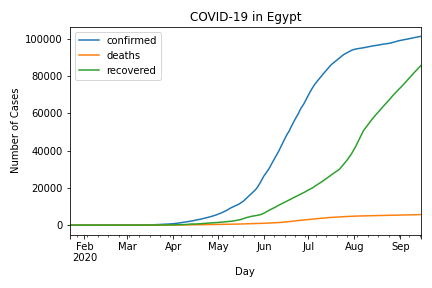 COVID-19 in Egypt
confirmed
deaths
recovered
Number of Cases
100000
80000
60000
40000
20000
0
Feb Mar Apr May Jun Jul Aug Sep
2020
Day